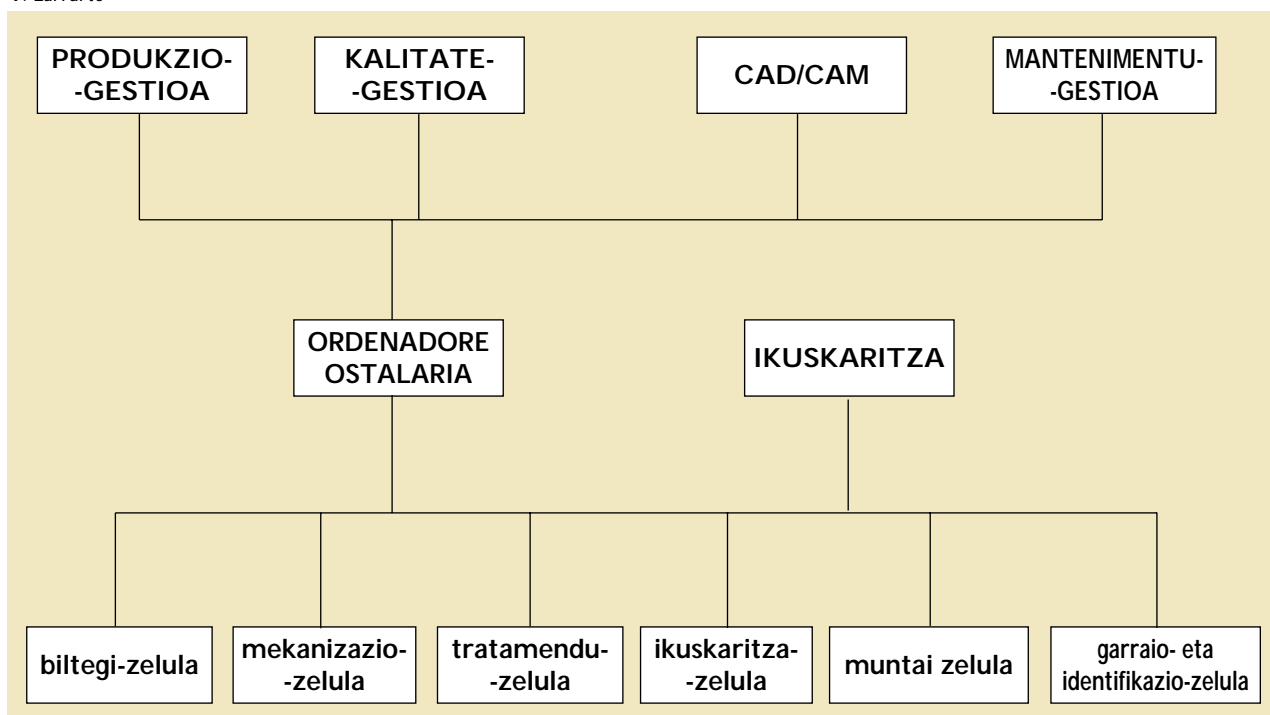 PRODUKZIO-
-GESTIOA
KALITATE-
-GESTIOA
CAD/CAM
MANTENIMENTU-
-GESTIOA
ORDENADORE
OSTALARIA
IKUSKARITZA
biltegi-zelula
mekanizazio-
-zelula
tratamendu-
-zelula
ikuskaritza-
-zelula
muntai zelula
garraio- eta
identifikazio-zelula